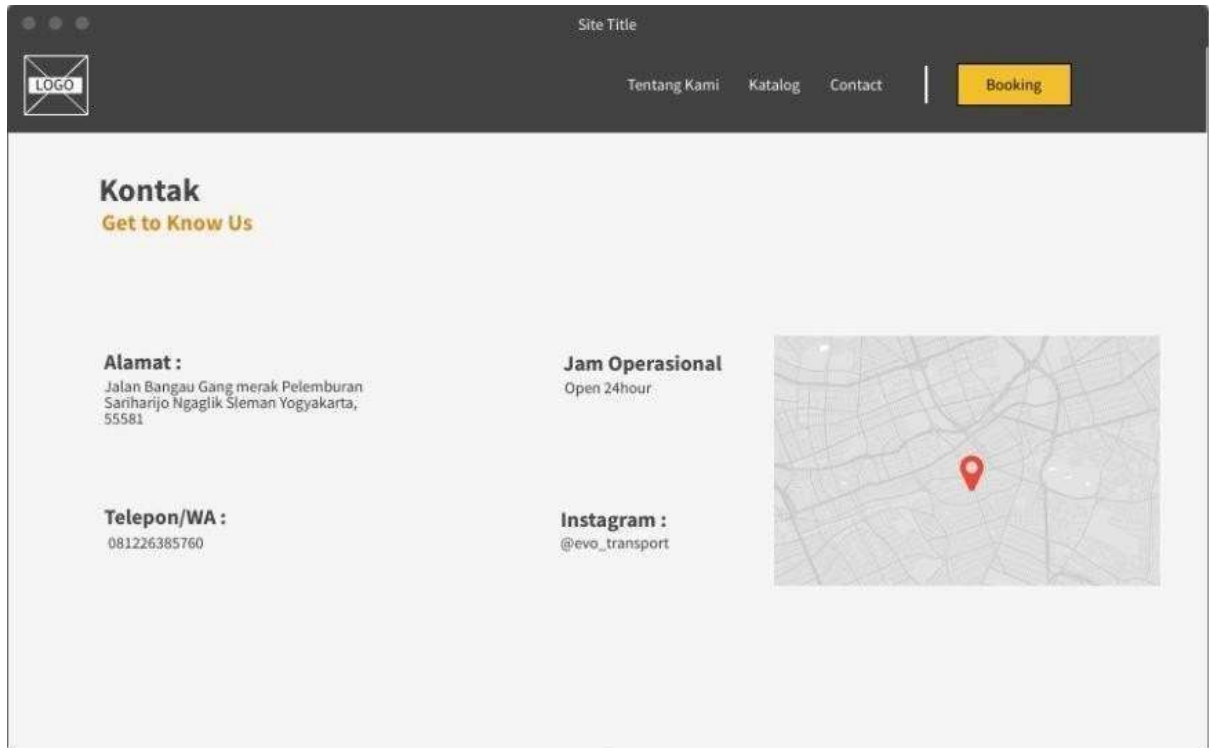 Site Title
LOGO
Tentang Kami
Katalog
Contact
Booking
Kontak
Get to Know Us
Alamat :
Jalan Bangau Gang merak Pelemburan
Sariharijo Ngaglik Sleman Yogyakarta,
55581
Jam Operasional
Open 24hour
Telepon/WA :
081226385760
Instagram :
@evo_transport